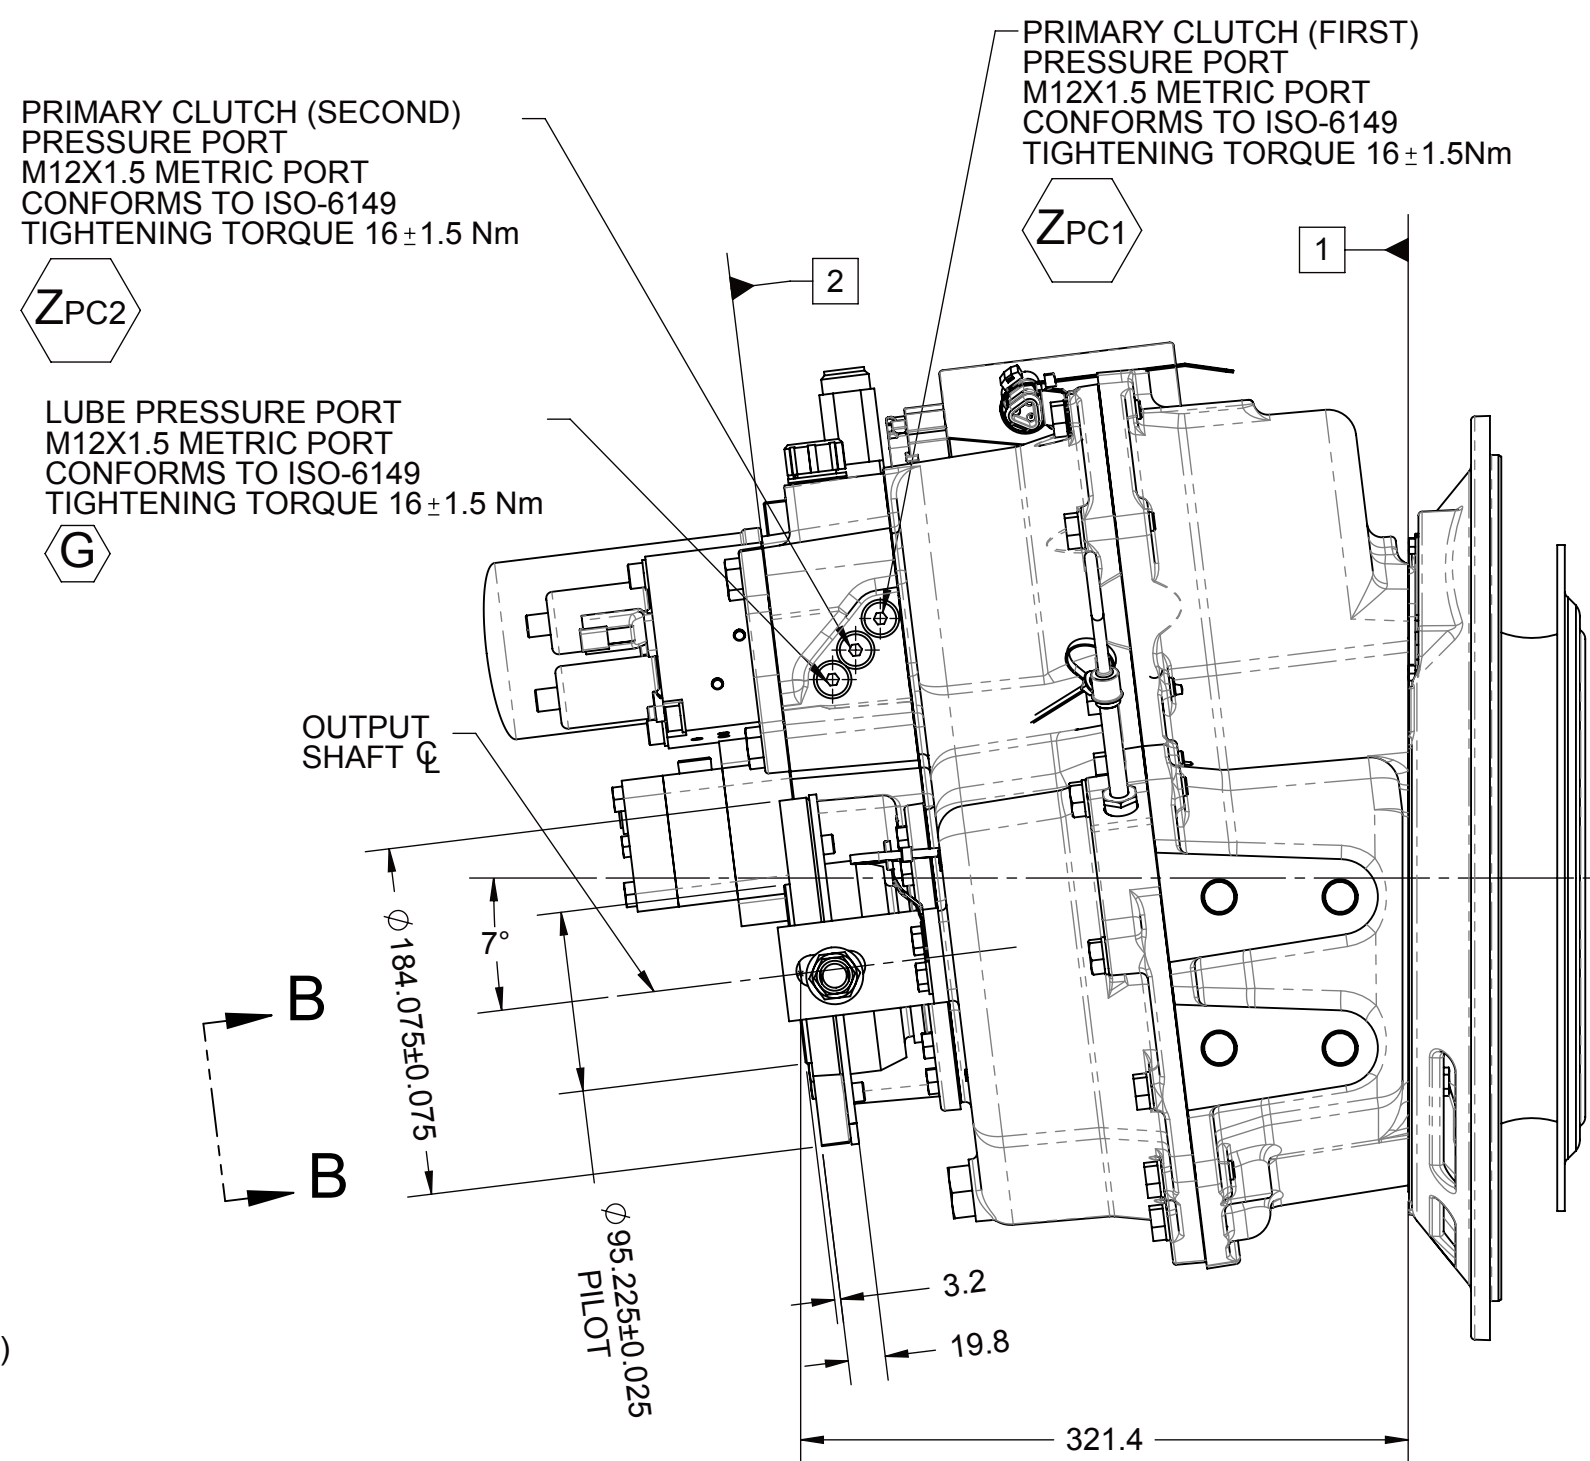 PRIMARY CLUTCH (FIRST)
PRESSURE PORT
M12X1.5 METRIC PORT
CONFORMS TO ISO-6149
TIGHTENING TORQUE 16±1.5Nm
ZPC1
1
PRIMARY CLUTCH (SECOND)
PRESSURE PORT
M12X1.5 METRIC PORT
CONFORMS TO ISO-6149
TIGHTENING TORQUE 16±1.5 Nm
ZPC2
2
LUBE PRESSURE PORT
M12X1.5 METRIC PORT
CONFORMS TO ISO-6149
TIGHTENING TORQUE 16±1.5 Nm
G
OUTPUT
SHAFT ℄
7°
∅184.075±0.075
B
B
∅95.225±0.025
PILOT
3.2
19.8
321.4
)